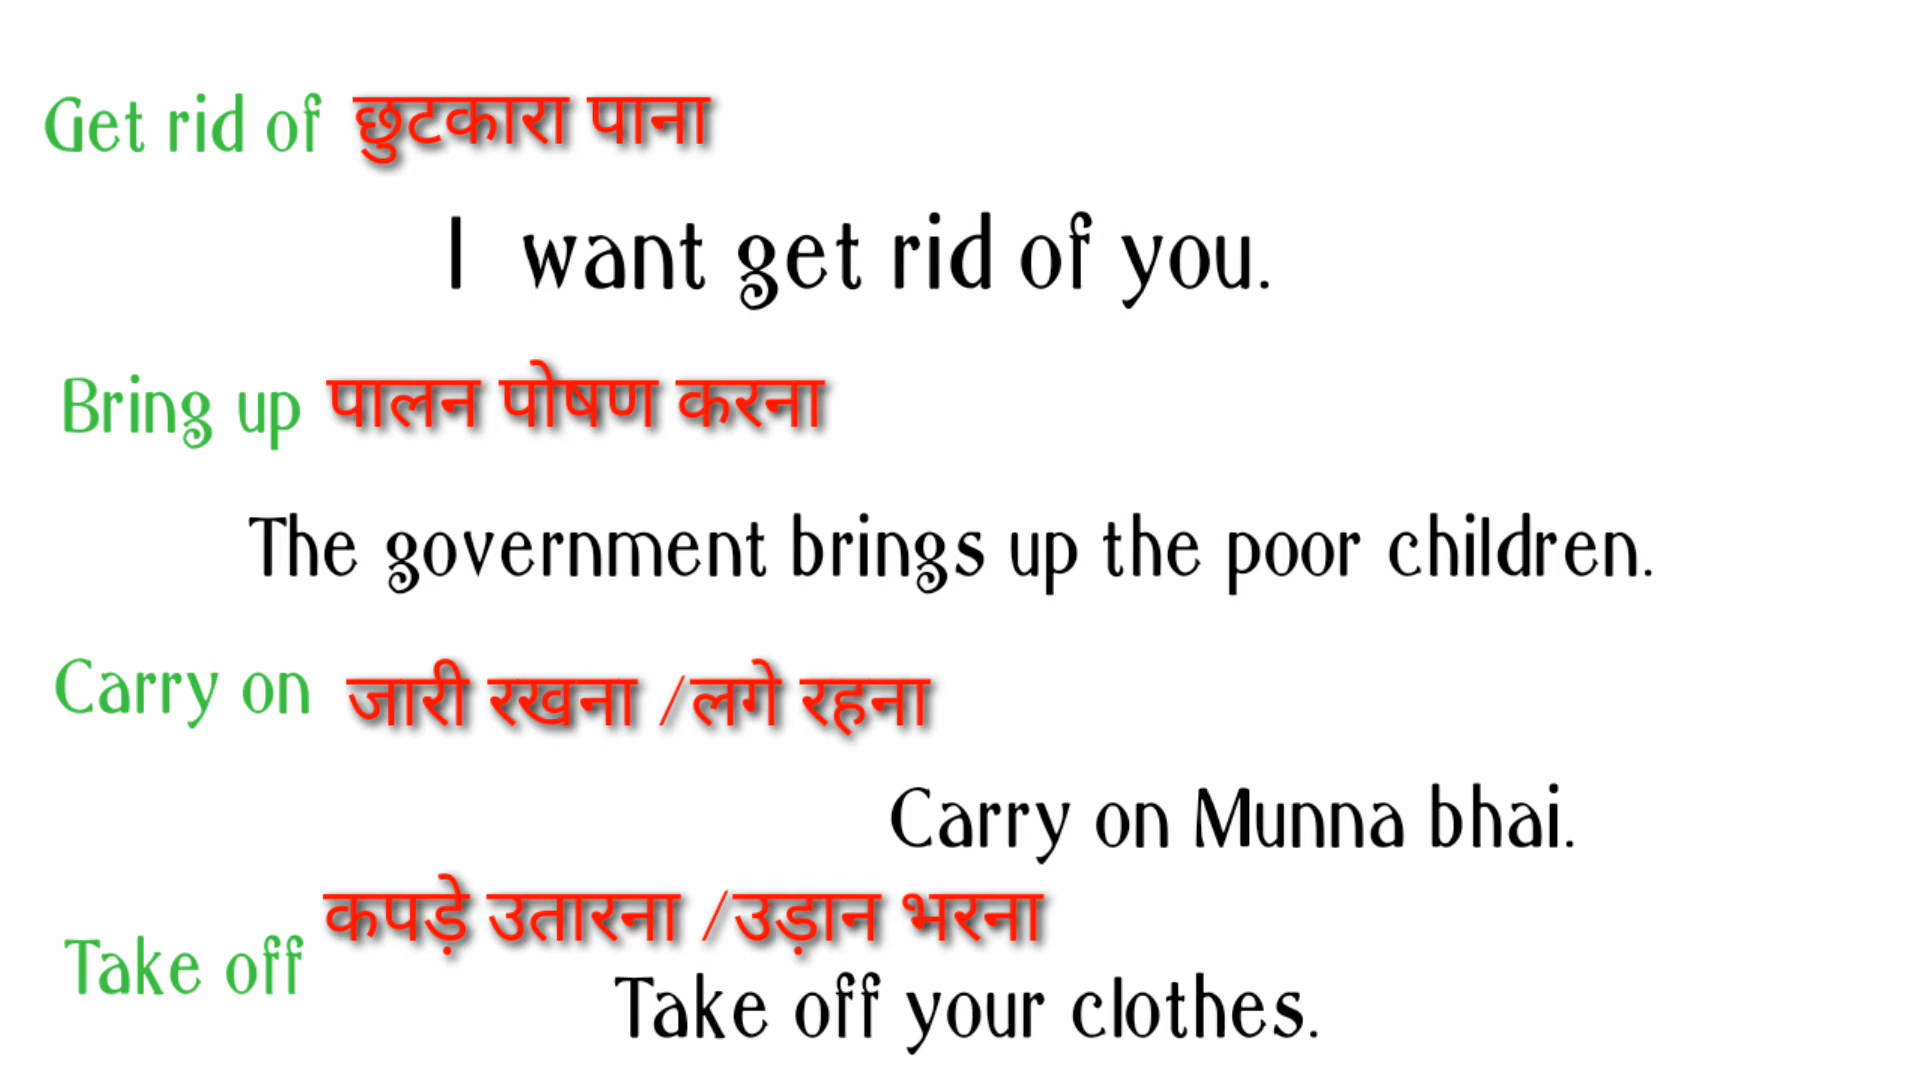 Get rid of छुटकारा पाना
I want get rid of you.
Bring up पालन पोषण करना
The government brings up the poor children.
Carry on जारी रखना /लगे रहना
Carry on Munna bhai.
Take off कपड़े उतारना /उड़ान भरना
Take off your clothes.